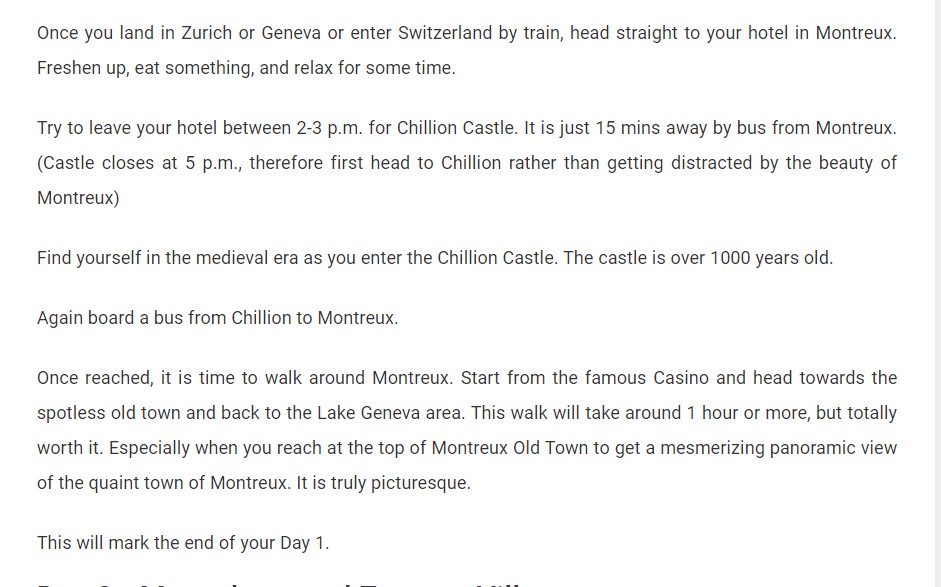 Once you land in Zurich or Geneva or enter Switzerland by train, head straight to your hotel in Montreux.
Freshen up, eat something, and relax for some time.
Try to leave your hotel between 2-3 p.m. for Chillion Castle. It is just 15 mins away by bus from Montreux.
(Castle closes at 5 p.m., therefore first head to Chillion rather than getting distracted by the beauty of
Montreux)
Find yourself in the medieval era as you enter the Chillion Castle. The castle is over 1000 years old.
Again board a bus from Chillion to Montreux.
Once reached, it is time to walk around Montreux. Start from the famous Casino and head towards the
spotless old town and back to the Lake Geneva area. This walk will take around 1 hour or more, but totally
worth it. Especially when you reach at the top of Montreux Old Town to get a mesmerizing panoramic view
of the quaint town of Montreux. It is truly picturesque.
This will mark the end of your Day 1.